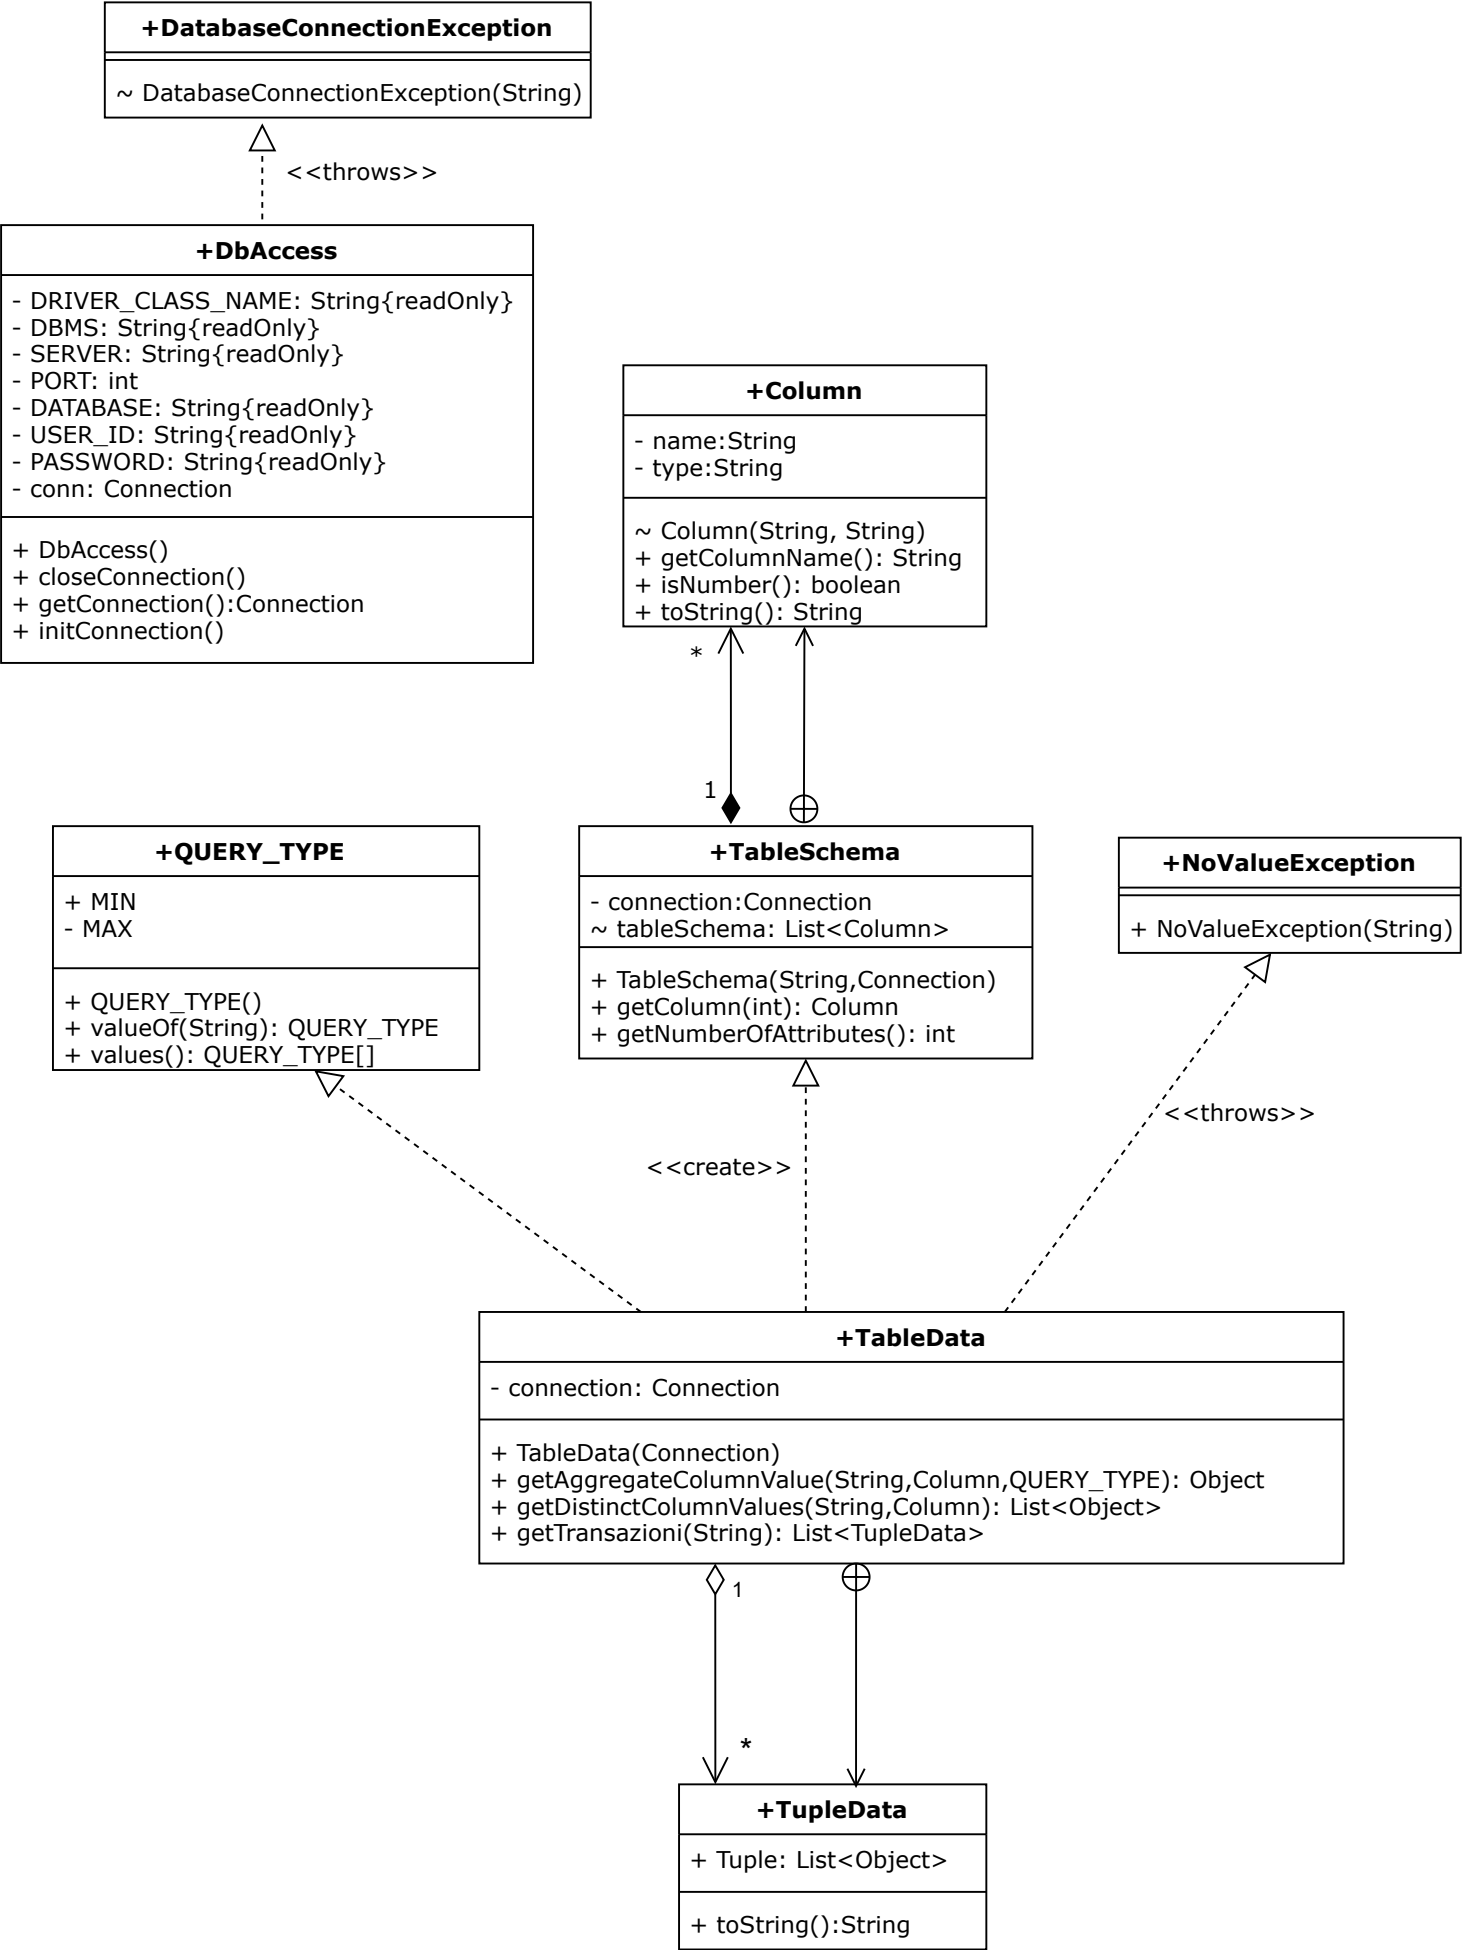 +DatabaseConnectionException
~ DatabaseConnectionException(String)
<<throws>>
+DbAccess
- DRIVER_CLASS_NAME: String{readOnly}
- DBMS: String{readOnly}
- SERVER: String{readOnly}
- PORT: int
- DATABASE: String{readOnly}
- USER_ID: String{readOnly}
- PASSWORD: String{readOnly}
- conn: Connection
+ DbAccess()
+ closeConnection()
+ getConnection():Connection
+ initConnection()
+Column
- name:String
- type:String
~ Column(String, String)
+ getColumnName(): String
+ isNumber(): boolean
+ toString(): String
*
1
+QUERY_TYPE
+ MIN
- MAX
+ QUERY_TYPE()
+ valueOf(String): QUERY_TYPE
+ values(): QUERY_TYPE[]
+TableSchema
- connection:Connection
~ tableSchema: List<Column>
+ TableSchema(String,Connection)
+ getColumn(int): Column
+ getNumberOfAttributes(): int
+NoValueException
+ NoValueException(String)
<<throws>>
<<create>>
+TableData
- connection: Connection
+ TableData(Connection)
+ getAggregateColumnValue(String,Column,QUERY_TYPE): Object
+ getDistinctColumnValues(String,Column): List<Object>
+ getTransazioni(String): List<TupleData>
1
*
+TupleData
+ Tuple: List<Object>
+ toString():String